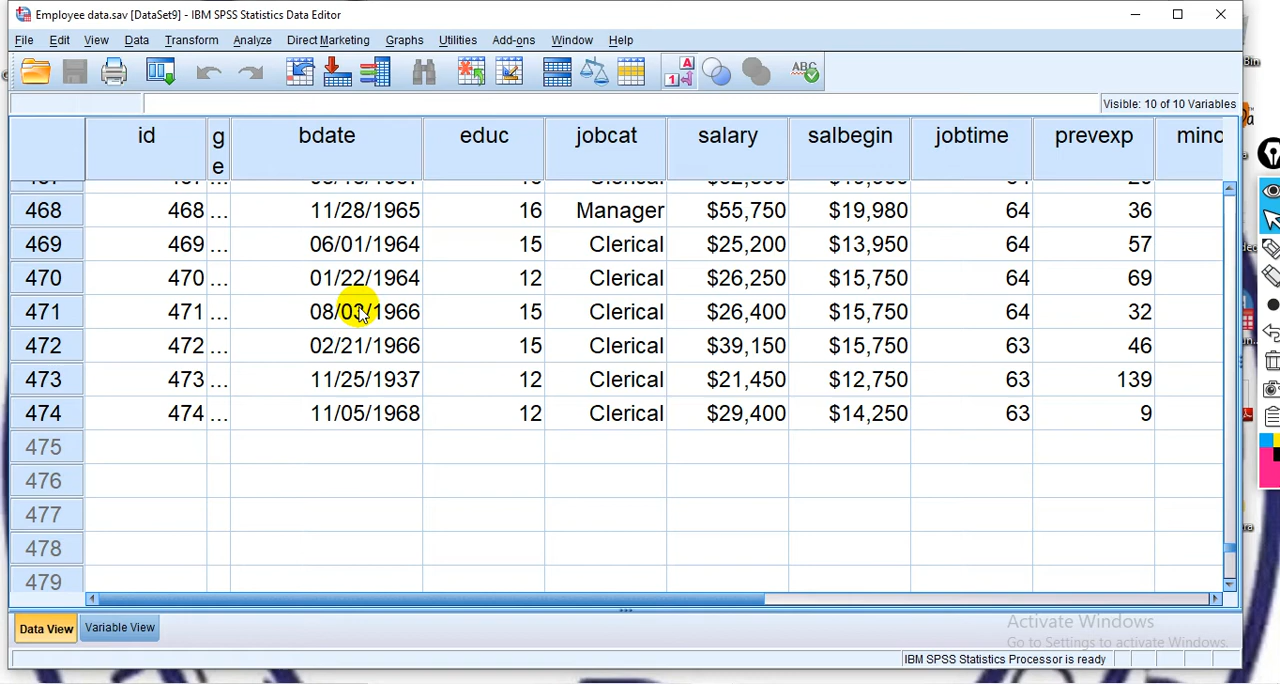 Employee data.sav [DataSet9] - IBM SPSS Statistics Data Editor
File Edit View Data Transform Analyze Direct Marketing Graphs Utilities Add-ons Window Help
Visible: 10 of 10 Variables
id ge bdate educ jobcat salary salbegin jobtime prevexp minc
468 468 ... 11/28/1965 16 Manager $55,750 $19,980 64 36
469 469 ... 06/01/1964 15 Clerical $25,200 $13,950 64 57
470 470 ... 01/22/1964 12 Clerical $26,250 $15,750 64 69
471 471 ... 08/03/1966 15 Clerical $26,400 $15,750 64 32
472 472 ... 02/21/1966 15 Clerical $39,150 $15,750 63 46
473 473 ... 11/25/1937 12 Clerical $21,450 $12,750 63 139
474 474 ... 11/05/1968 12 Clerical $29,400 $14,250 63 9
475
476
477
478
479
Data View Variable View
Activate Windows
Go to Settings to activate Windows.
IBM SPSS Statistics Processor is ready